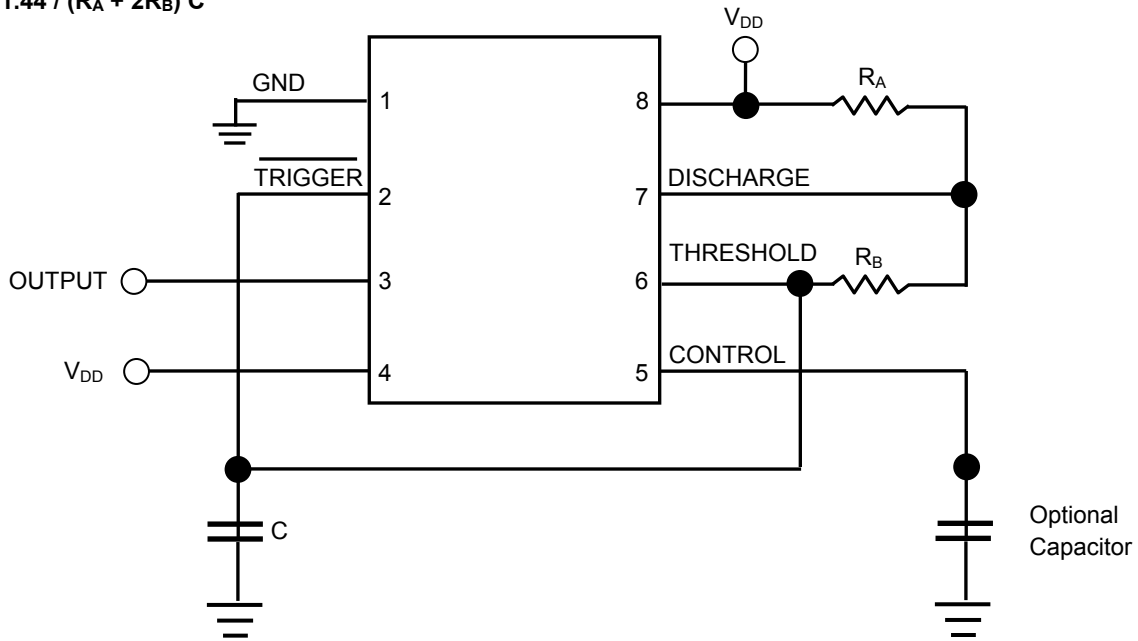 1.44 / (RA + 2RB) C
VDD
RA
GND
1
8
TRIGGER
2
7
DISCHARGE
THRESHOLD
RB
OUTPUT
3
6
VDD
4
5
CONTROL
C
Optional
Capacitor